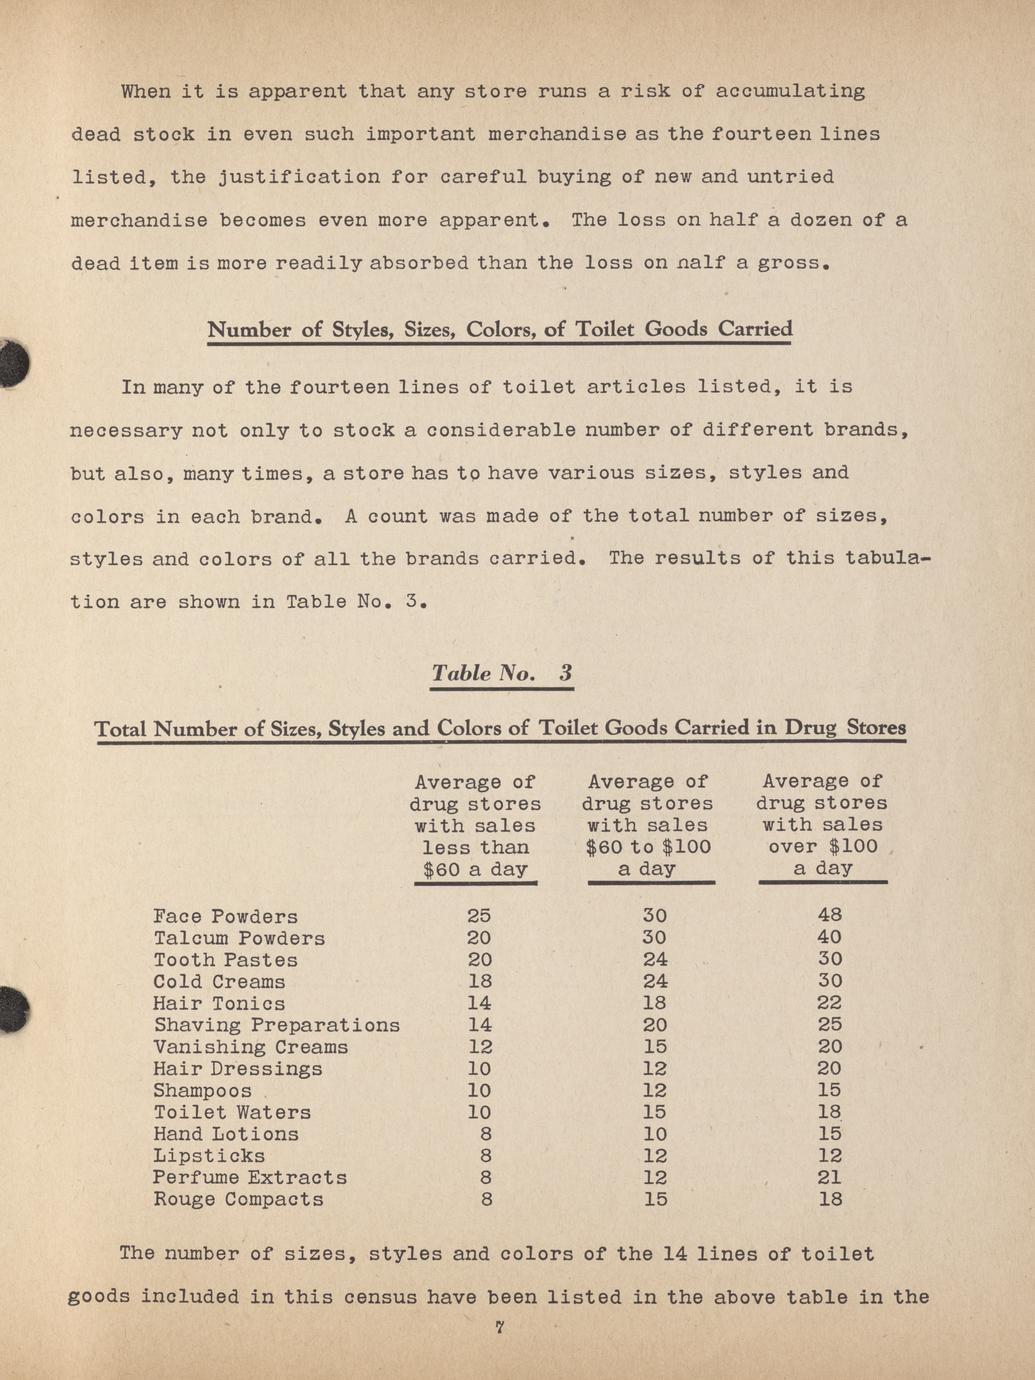 When it is apparent that any store runs a risk of accumulating
dead stock in even such important merchandise as the fourteen lines
listed, the justification for careful buying of new and untried
merchandise becomes even more apparent. The loss on half a dozen of a
dead item is more readily absorbed than the loss on half a gross.
Number of Styles, Sizes, Colors, of Toilet Goods Carried
In many of the fourteen lines of toilet articles listed, it is
necessary not only to stock a considerable number of different brands,
but also, many times, a store has to have various sizes, styles and
colors in each brand. A count was made of the total number of sizes,
styles and colors of all the brands carried. The results of this tabula-
tion are shown in Table No. 3.
Table No. 3
Total Number of Sizes, Styles and Colors of Toilet Goods Carried in Drug Stores
Average of Average of Average of
drug stores drug stores drug stores
with sales with sales with sales
less than $60 to $100 over $100
$60 a day a day a day
Face Powders 25 30 48
Talcum Powders 20 30 40
Tooth Pastes 20 24 30
Cold Creams 18 24 30
Hair Tonics 14 18 22
Shaving Preparations 14 20 25
Vanishing Creams 12 15 20
Hair Dressings 10 12 20
Shampoos 10 12 15
Toilet Waters 10 15 18
Hand Lotions 8 10 15
Lipsticks 8 12 12
Perfume Extracts 8 12 21
Rouge Compacts 8 15 18
The number of sizes, styles and colors of the 14 lines of toilet
goods included in this census have been listed in the above table in the
7